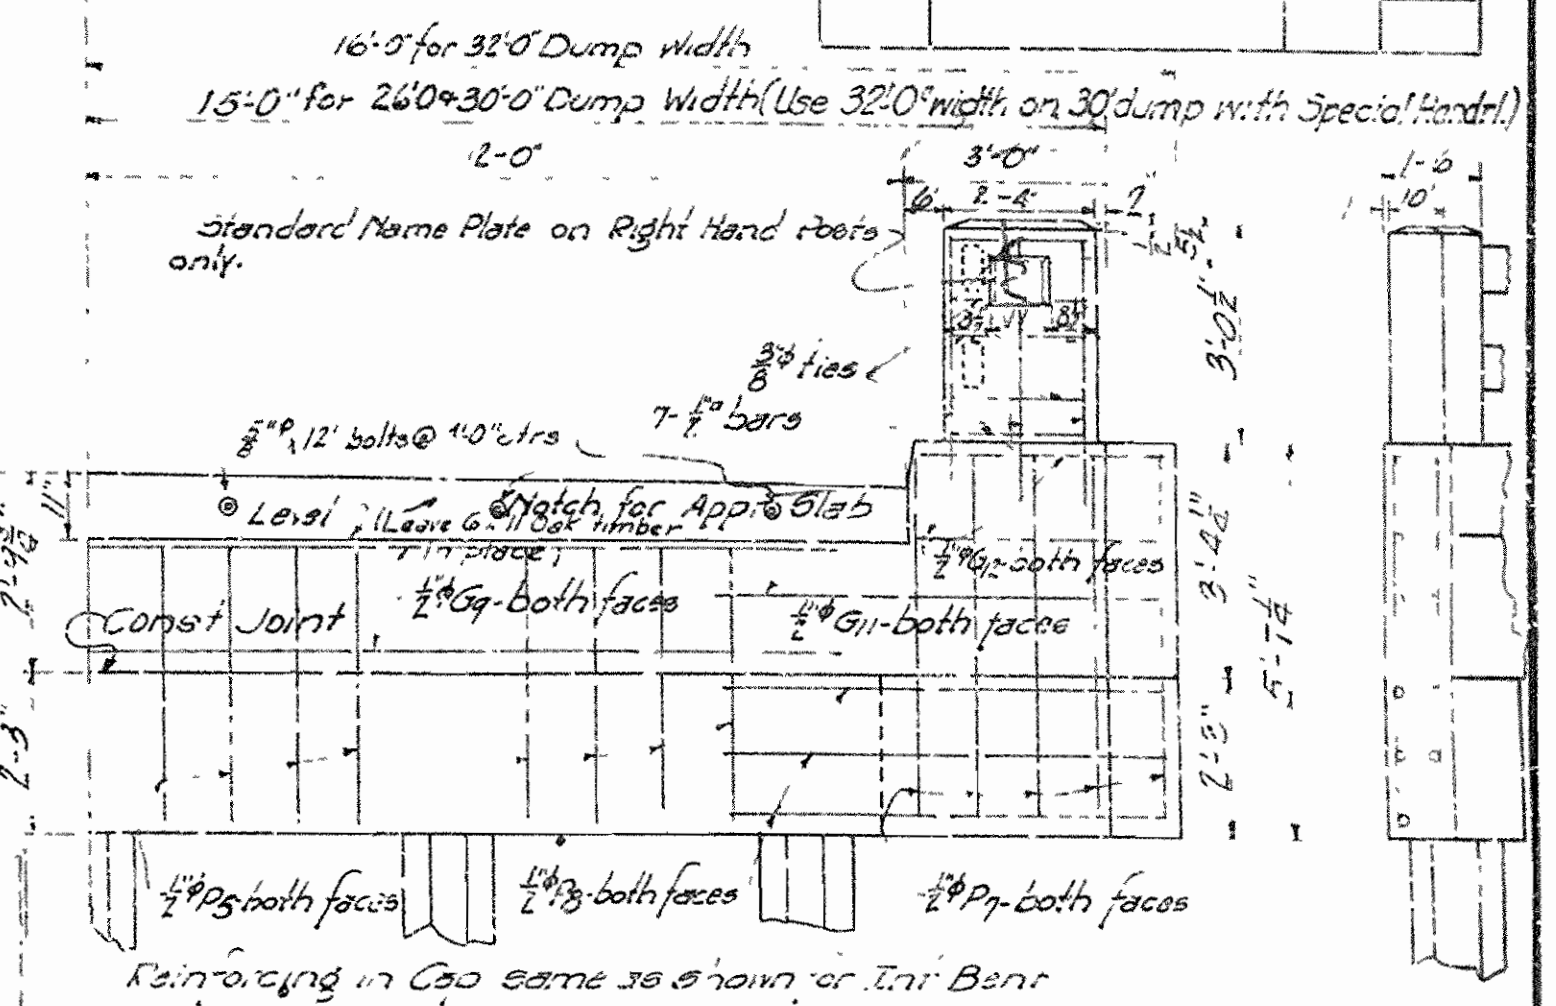 16'-0" for 32'-0" Dump Width
15'-0" for 26'0&30'-0" Dump Width (Use 32'-0" width on 30' dump with Special Handrl.)
2-0"
3'-0"
6" 2-4"
1-6
10"
Standard Name Plate on Right Hand Posts
only.
5½
3'-0½"
8½
3/8"φ ties
7-½"□ bars
12" bolts @ 1'-0" ctrs
11"
Level
Notch for Appr. Slab
(Leave 6 x 11 Oak timber
in place)
½"φ G12-both faces
½"φ G9-both faces
½"φ G11-both faces
Const Joint
3'-4¼"
5'-7¼"
2-3"
2'-3"
½"φ P5-both faces
½"φ P8-both faces
½"φ P7-both faces
Reinforcing in Cap same as shown for Int Bent